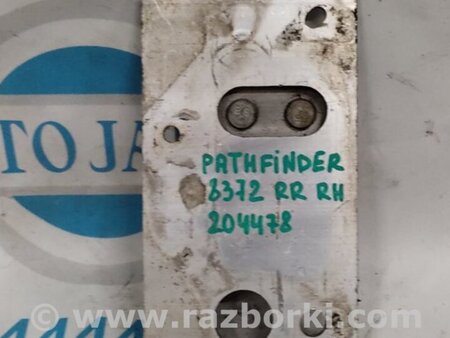 TO JA
PATHFINDER
8372 RR RH
204478
© www.razborki.com